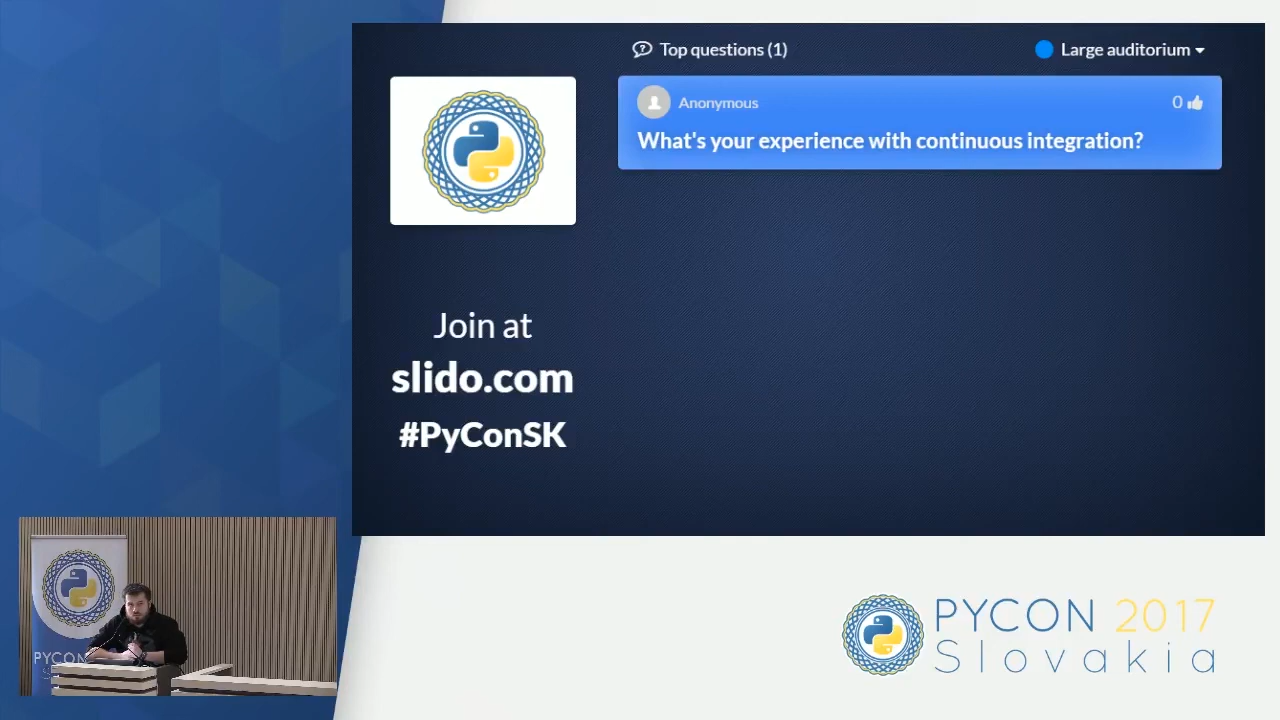 Top questions (1)
Large auditorium
Anonymous
0
What's your experience with continuous integration?
Join at
slido.com
#PyConSK
PYCON
PYCON 2017
Slovakia